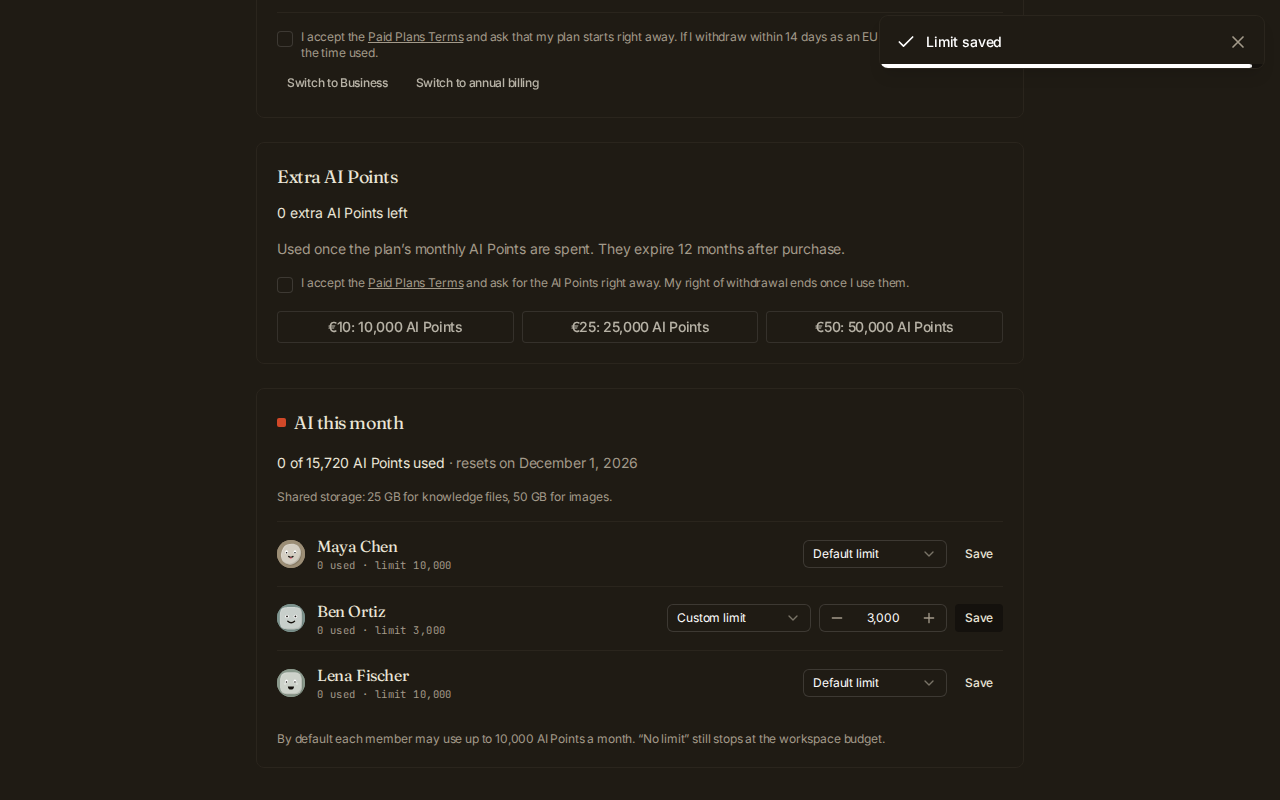 I accept the Paid Plans Terms and ask that my plan starts right away. If I withdraw within 14 days as an EU
the time used.
Limit saved
Switch to Business
Switch to annual billing
Extra AI Points
0 extra AI Points left
Used once the plan's monthly AI Points are spent. They expire 12 months after purchase.
I accept the Paid Plans Terms and ask for the AI Points right away. My right of withdrawal ends once I use them.
€10: 10,000 AI Points
€25: 25,000 AI Points
€50: 50,000 AI Points
AI this month
0 of 15,720 AI Points used · resets on December 1, 2026
Shared storage: 25 GB for knowledge files, 50 GB for images.
Maya Chen
0 used · limit 10,000
Default limit
Save
Ben Ortiz
0 used · limit 3,000
Custom limit
3,000
Save
Lena Fischer
0 used · limit 10,000
Default limit
Save
By default each member may use up to 10,000 AI Points a month. “No limit” still stops at the workspace budget.